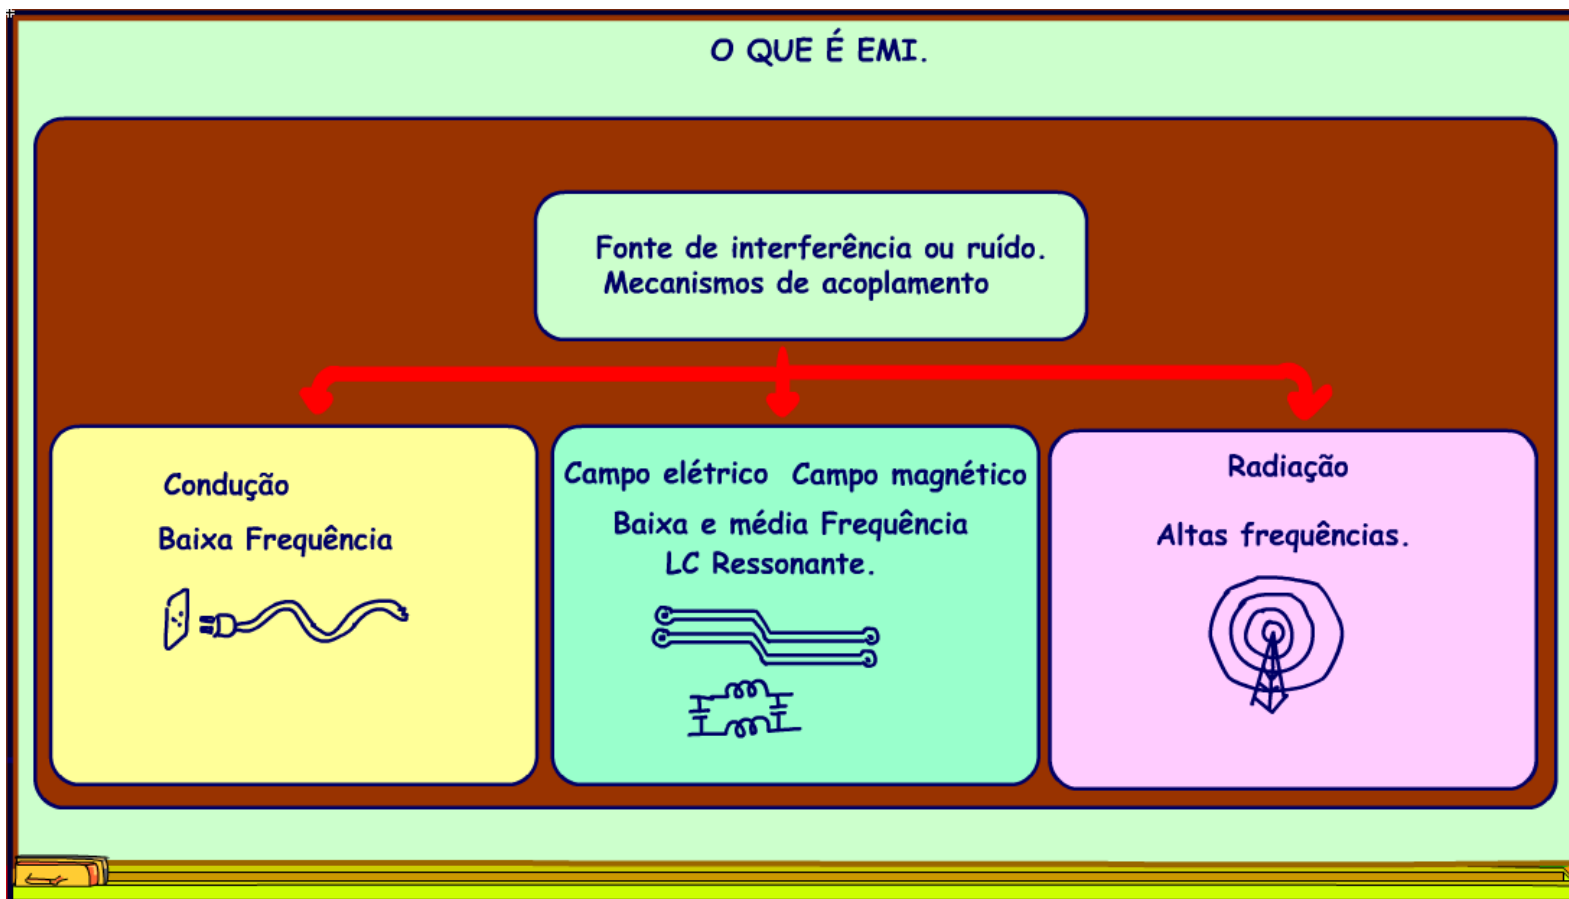 O QUE É EMI.
Fonte de interferência ou ruído.
Mecanismos de acoplamento
Condução
Baixa Frequência
Campo elétrico Campo magnético
Baixa e média Frequência
LC Ressonante.
Radiação
Altas frequências.